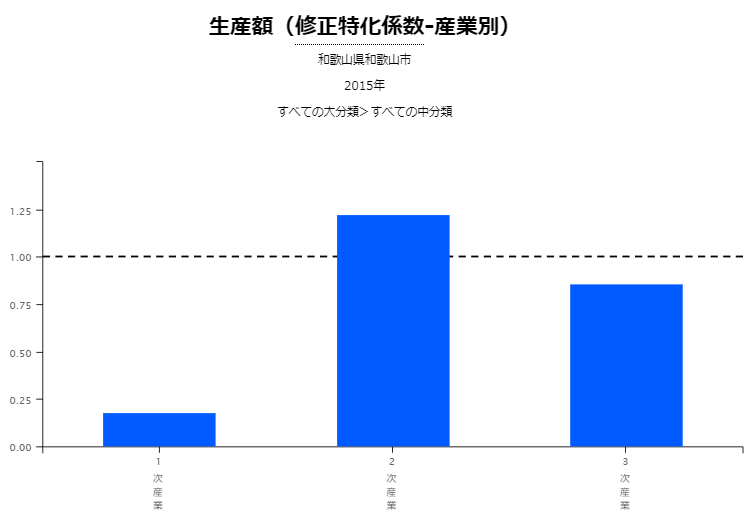 生産額（修正特化係数-産業別）
和歌山県和歌山市
2015年
すべての大分類> すべての中分類
1.25
1.00
0.75
0.50
0.25
0.00
1次産業
2次産業
3次産業